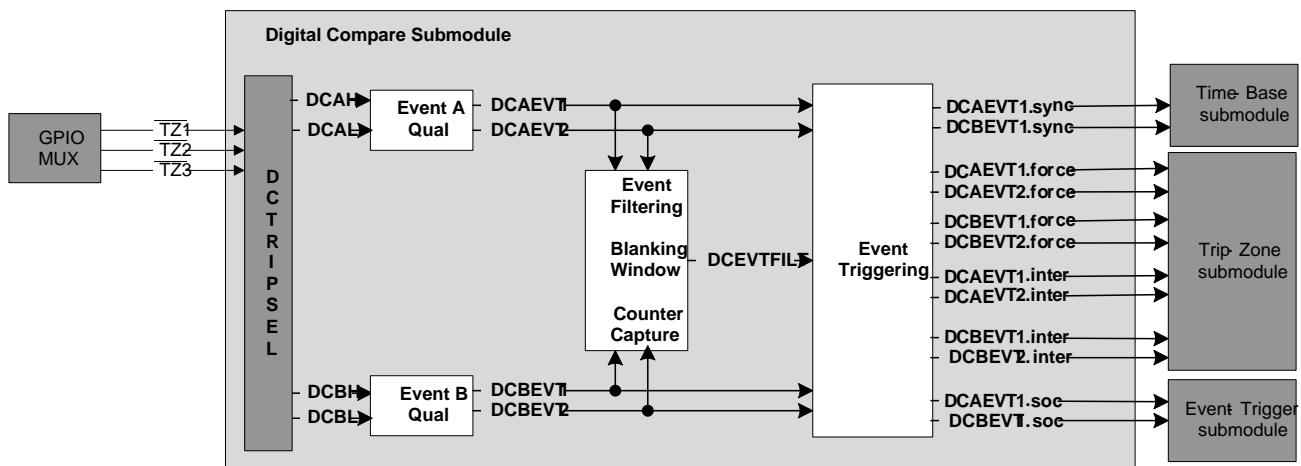 Digital Compare Submodule
GPIO
MUX
TZ1
TZ2
TZ3
D
C
T
R
I
P
S
E
L
DCAH
DCAL
Event A
Qual
DCAEVT1
DCAEVT2
Event
Filtering
Blanking
Window
Counter
Capture
DCEVTFILT
DCBH
DCBL
Event B
Qual
DCBEVT1
DCBEVT2
Event
Triggering
DCAEVT1.sync
DCBEVT1.sync
DCAEVT1.force
DCAEVT2.force
DCBEVT1.force
DCBEVT2.force
DCAEVT1.inter
DCAEVT2.inter
DCBEVT1.inter
DCBEVT2.inter
DCAEVT1.soc
DCBEVT1.soc
Time-Base
submodule
Trip-Zone
submodule
Event-Trigger
submodule